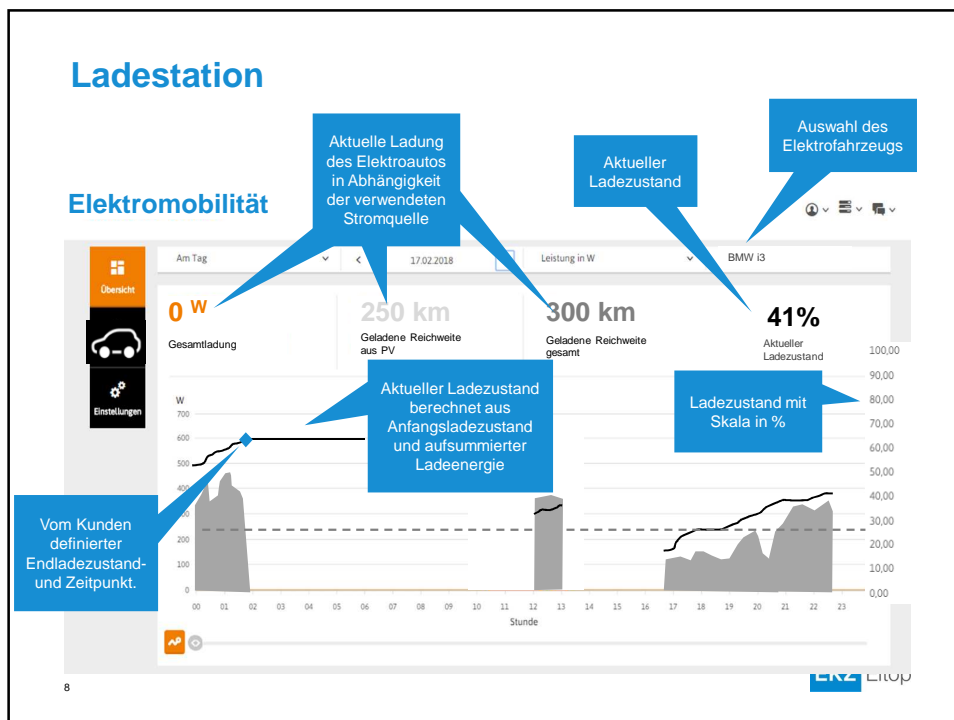 Ladestation
Aktuelle Ladung
des Elektroautos
in Abhängigkeit
der verwendeten
Stromquelle
Aktueller
Ladezustand
Auswahl des
Elektrofahrzeugs
Elektromobilität
Übersicht
Einstellungen
Am Tag
17.02.2018
Leistung in W
BMW i3
0 W
Gesamtladung
250 km
Geladene Reichweite
aus PV
300 km
Geladene Reichweite
gesamt
41%
Aktueller
Ladezustand
Aktueller Ladezustand
berechnet aus
Anfangsladezustand
und aufsummierter
Ladeenergie
Ladezustand mit
Skala in %
Vom Kunden
definierter
Endladezustand-
und Zeitpunkt.
W
700
600
500
400
200
100
0
100,00
90,00
80,00
70,00
60,00
50,00
40,00
30,00
20,00
10,00
0,00
00 01 02 03 04 05 06 07 08 09 10 11 12 13 14 15 16 17 18 19 20 21 22 23
Stunde
8
EKZ Eltop